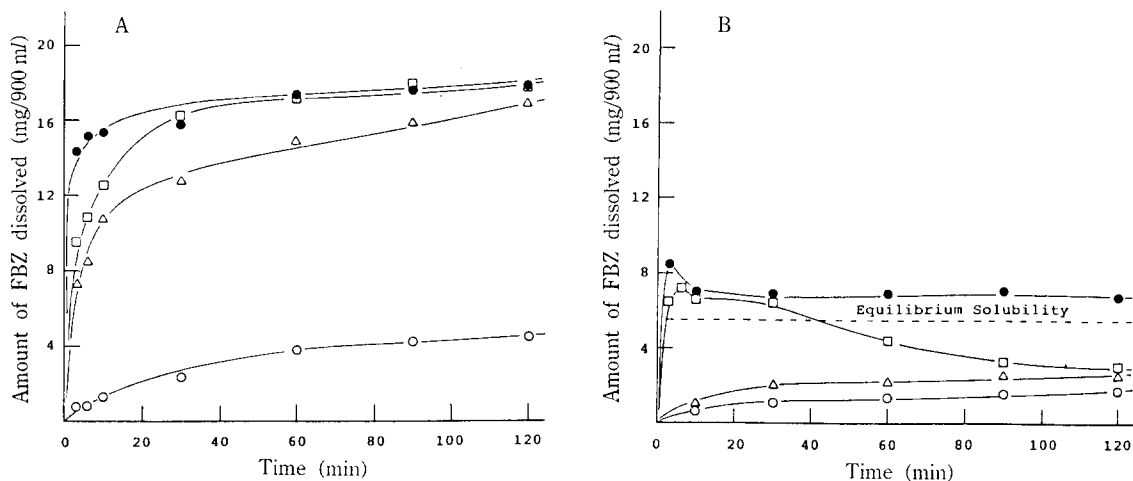 A
Amount of FBZ dissolved (mg/900 ml)
20
16
12
8
4
0 20 40 60 80 100 120
Time (min)
B
Amount of FBZ dissolved (mg/900 ml)
20
16
12
8
4
Equilibrium Solubility
0 20 40 60 80 100 120
Time (min)